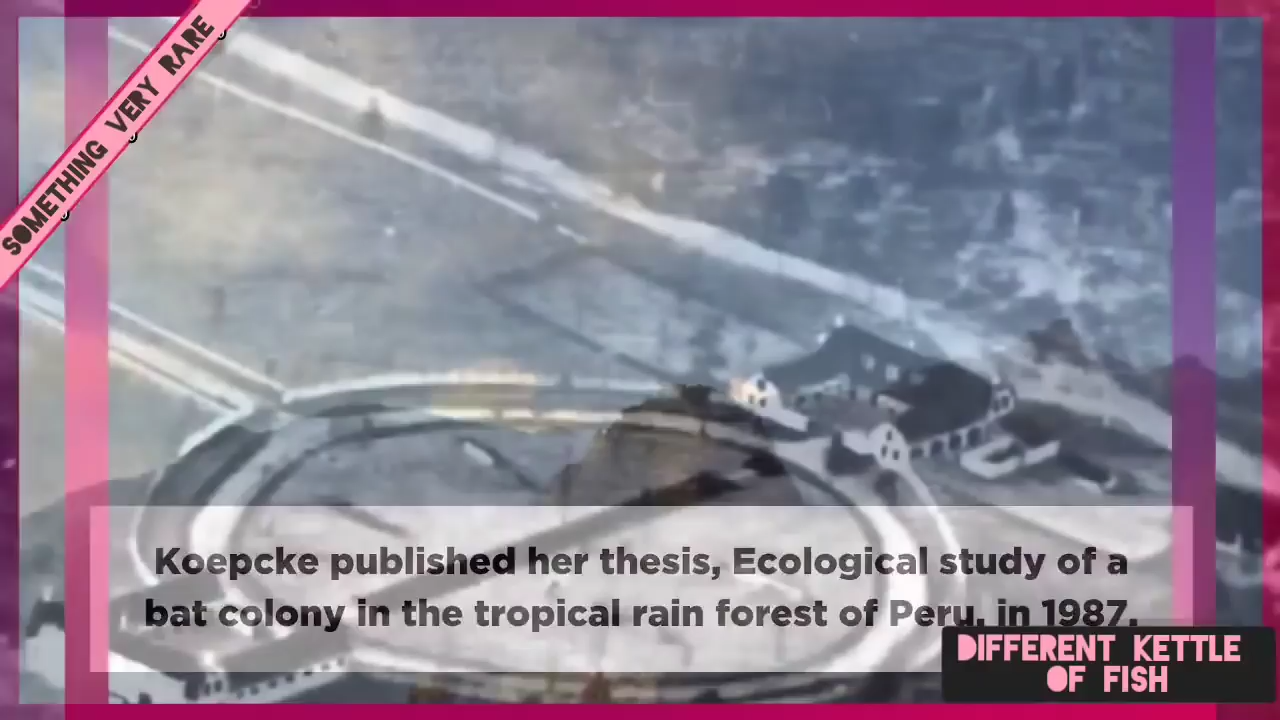 SOMETHING VERY RARE
Koepcke published her thesis, Ecological study of a
bat colony in the tropical rain forest of Peru, in 1987.
DIFFERENT KETTLE
OF FISH